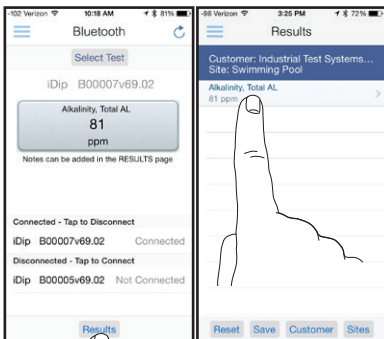 -102 Verizon 10:18 AM 81%
Bluetooth
Select Test
iDip B00007v69.02
Alkalinity, Total AL
81
ppm
Notes can be added in the RESULTS page
Connected - Tap to Disconnect
iDip B00007v69.02 Connected
Disconnected - Tap to Connect
iDip B00005v69.02 Not Connected
Results
-98 Verizon 3:25 PM 72%
Results
Customer: Industrial Test Systems...
Site: Swimming Pool
Alkalinity, Total AL
81 ppm
Reset Save Customer Sites